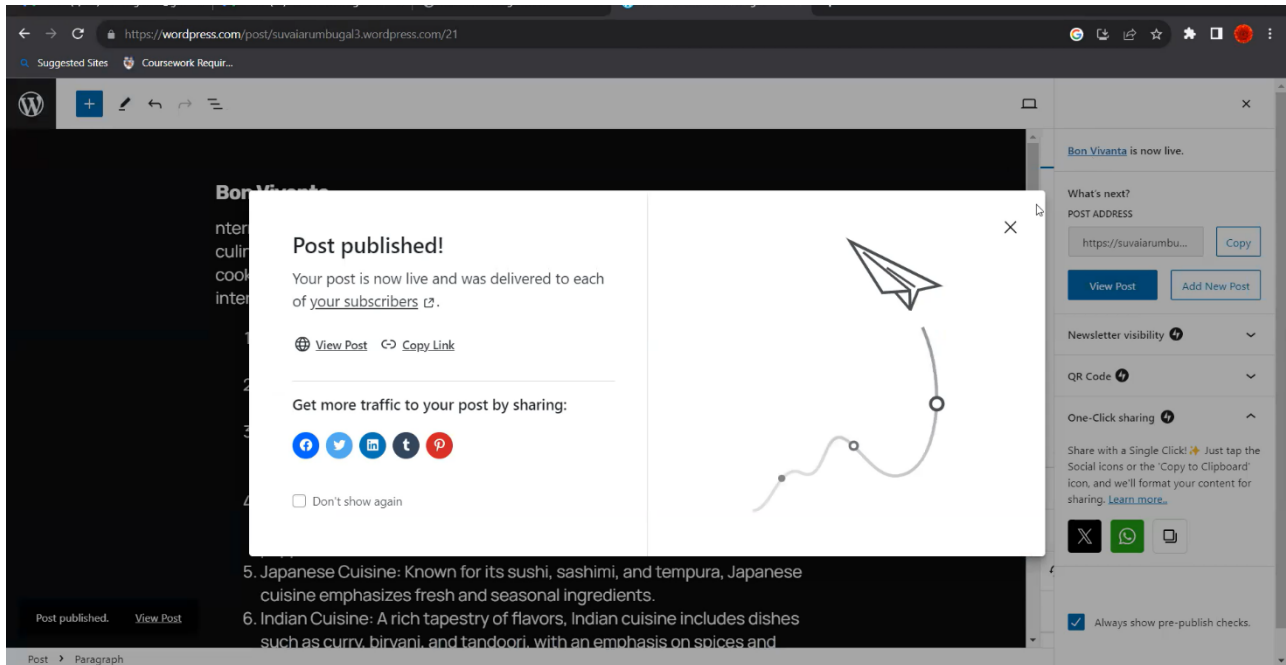 https://wordpress.com/post/suvaiarumbugal3.wordpress.com/21
Suggested Sites
Coursework Requir...
Bon Vivanta is now live.
What's next?
POST ADDRESS
https://suvaiarumbu...
Copy
View Post
Add New Post
Newsletter visibility
QR Code
One-Click sharing
Share with a Single Click! ✨ Just tap the
Social icons or the 'Copy to Clipboard'
icon, and we'll format your content for
sharing. Learn more..
Always show pre-publish checks.
Post published!
Your post is now live and was delivered to each
of your subscribers
View Post
Copy Link
Get more traffic to your post by sharing:
Don't show again
5. Japanese Cuisine: Known for its sushi, sashimi, and tempura, Japanese
cuisine emphasizes fresh and seasonal ingredients.
6. Indian Cuisine: A rich tapestry of flavors, Indian cuisine includes dishes
such as curry, biryani, and tandoori, with an emphasis on spices and
Post published.
View Post
Post > Paragraph